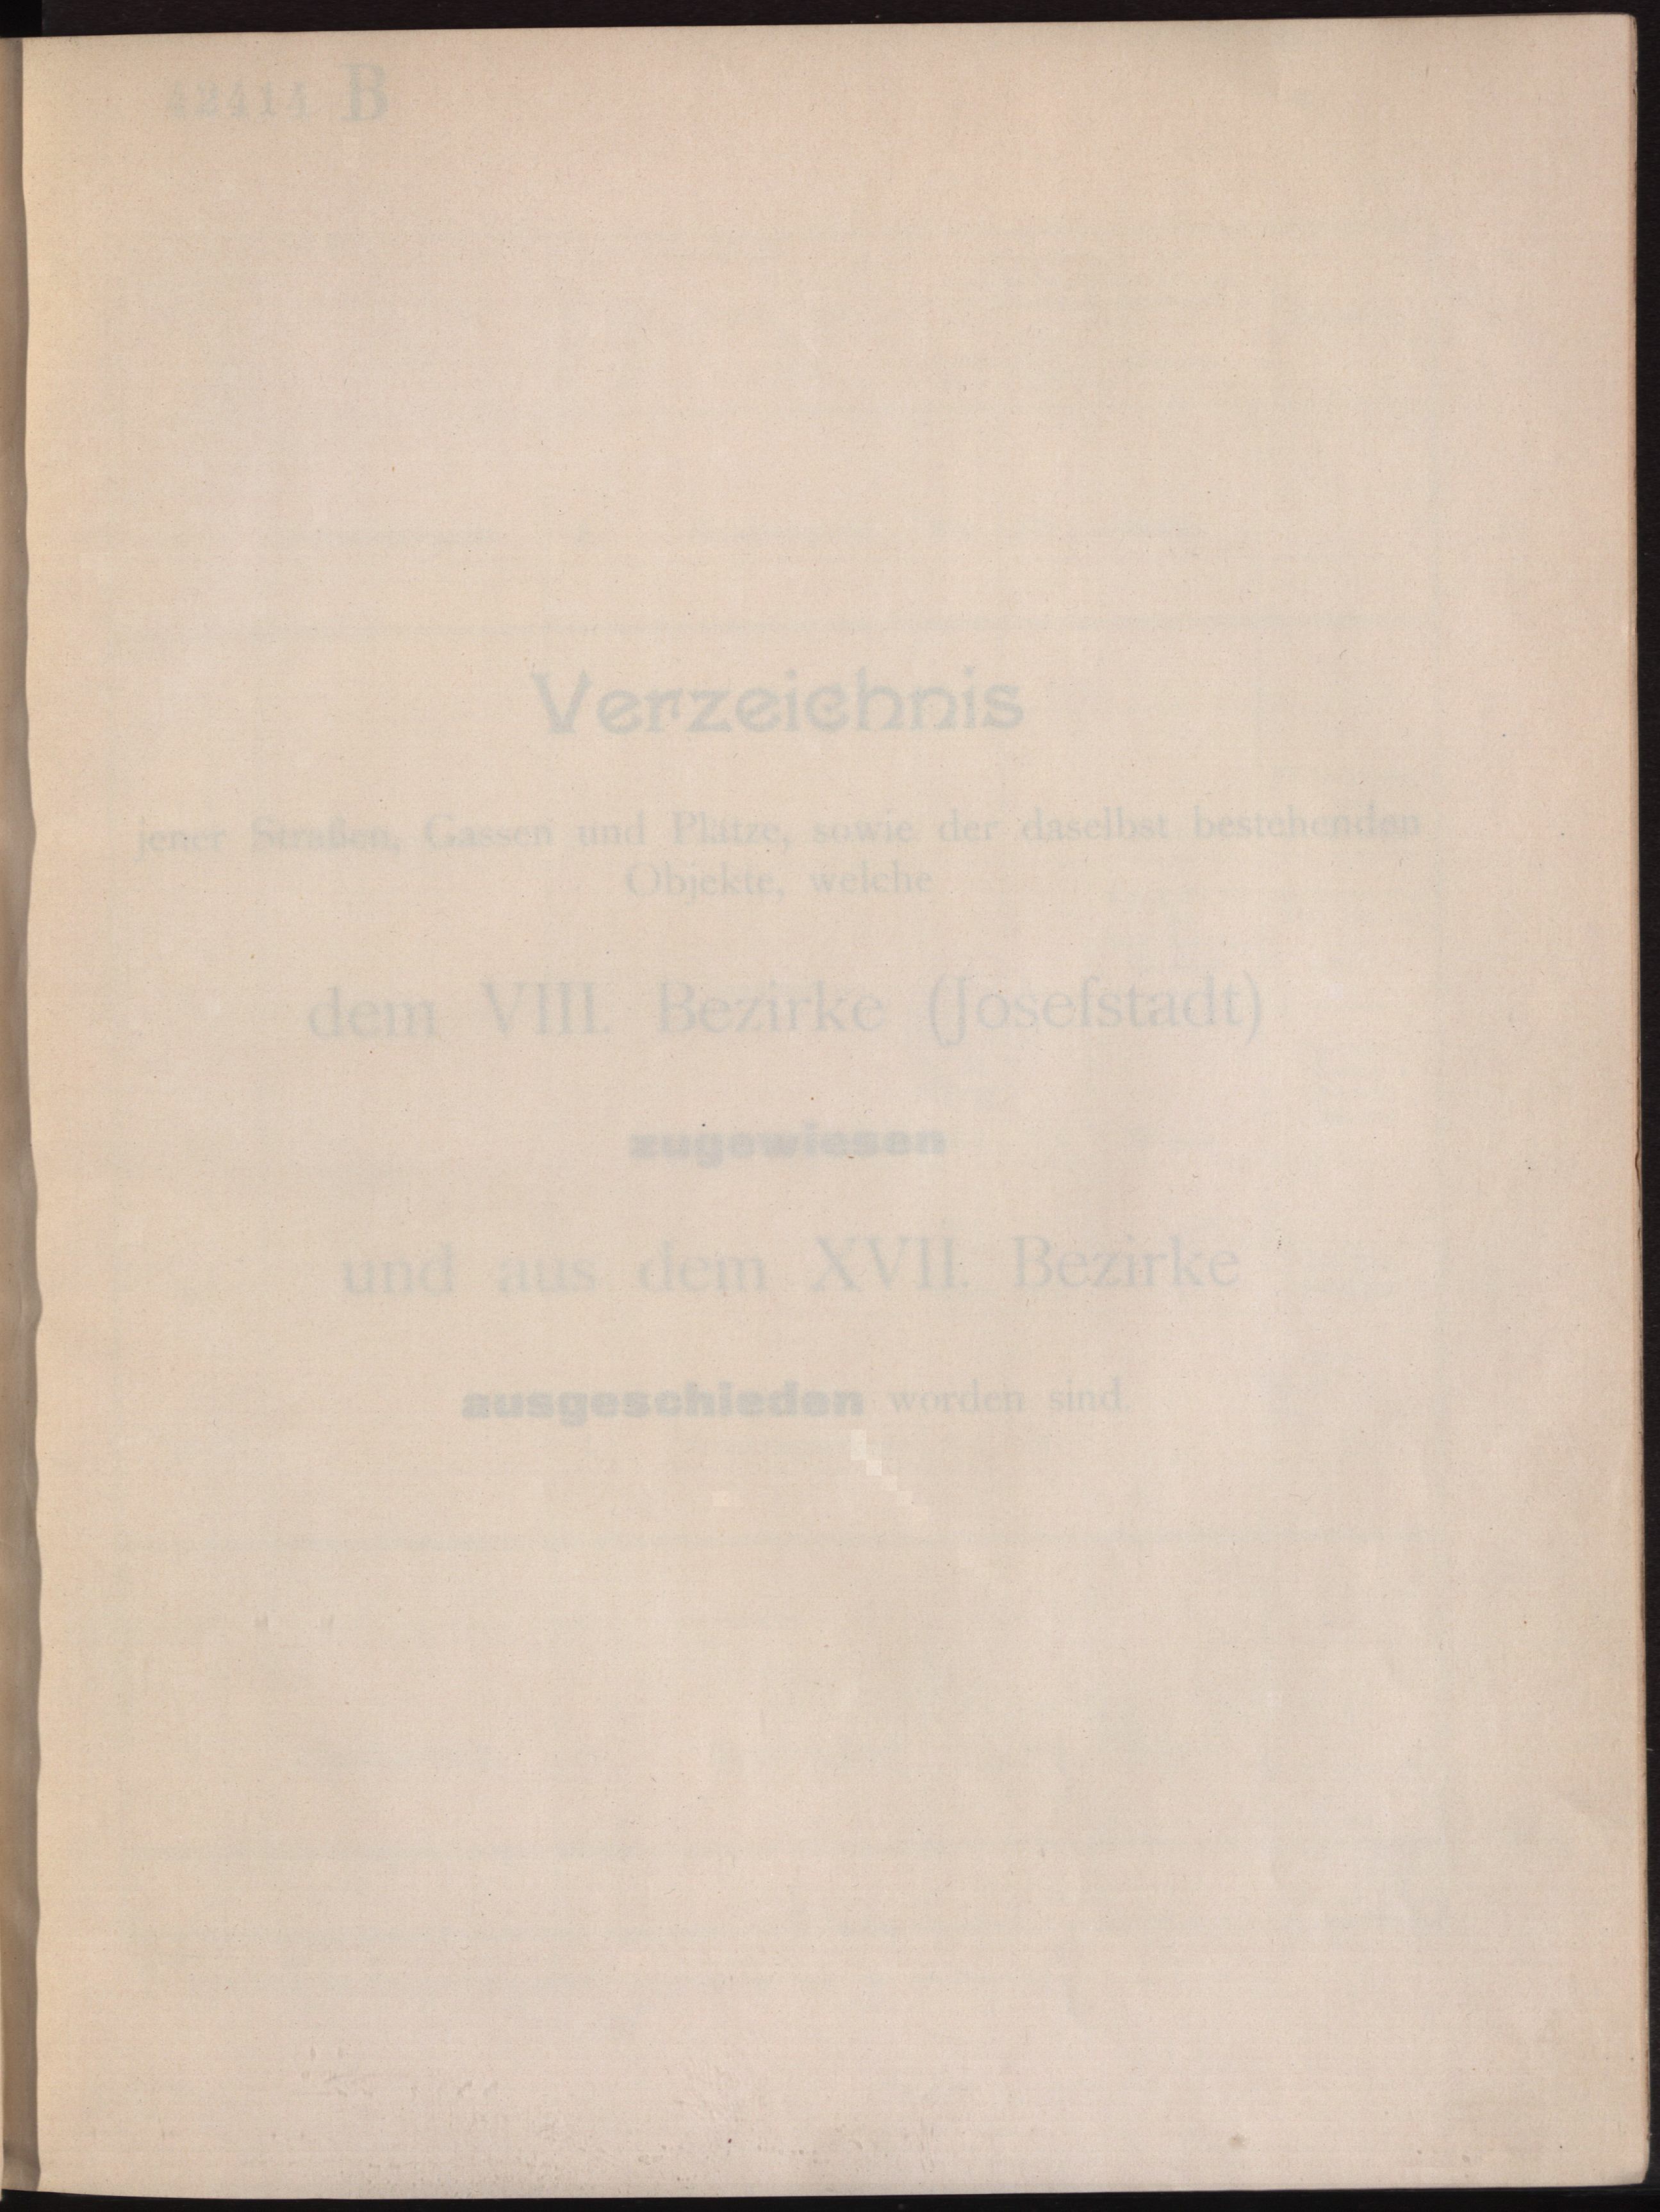 A 3414 B
Verzeichnis
jener Straßen, Gassen und Plätze, sowie der daselbst bestehenden
Objekte, welche
dem VIII. Bezirke (Josefstadt)
zugewiesen
und aus dem XVII. Bezirke
ausgeschieden worden sind.